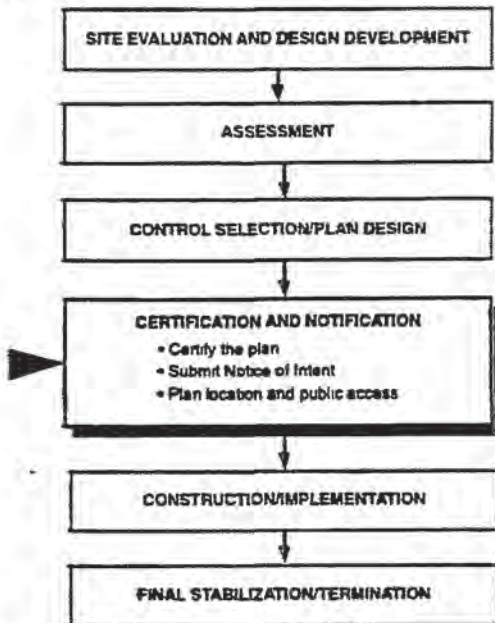 SITE EVALUATION AND DESIGN DEVELOPMENT
ASSESSMENT
CONTROL SELECTION/PLAN DESIGN
CERTIFICATION AND NOTIFICATION
• Certify the plan
• Submit Notice of Intent
• Plan location and public access
CONSTRUCTION/IMPLEMENTATION
FINAL STABILIZATION/TERMINATION